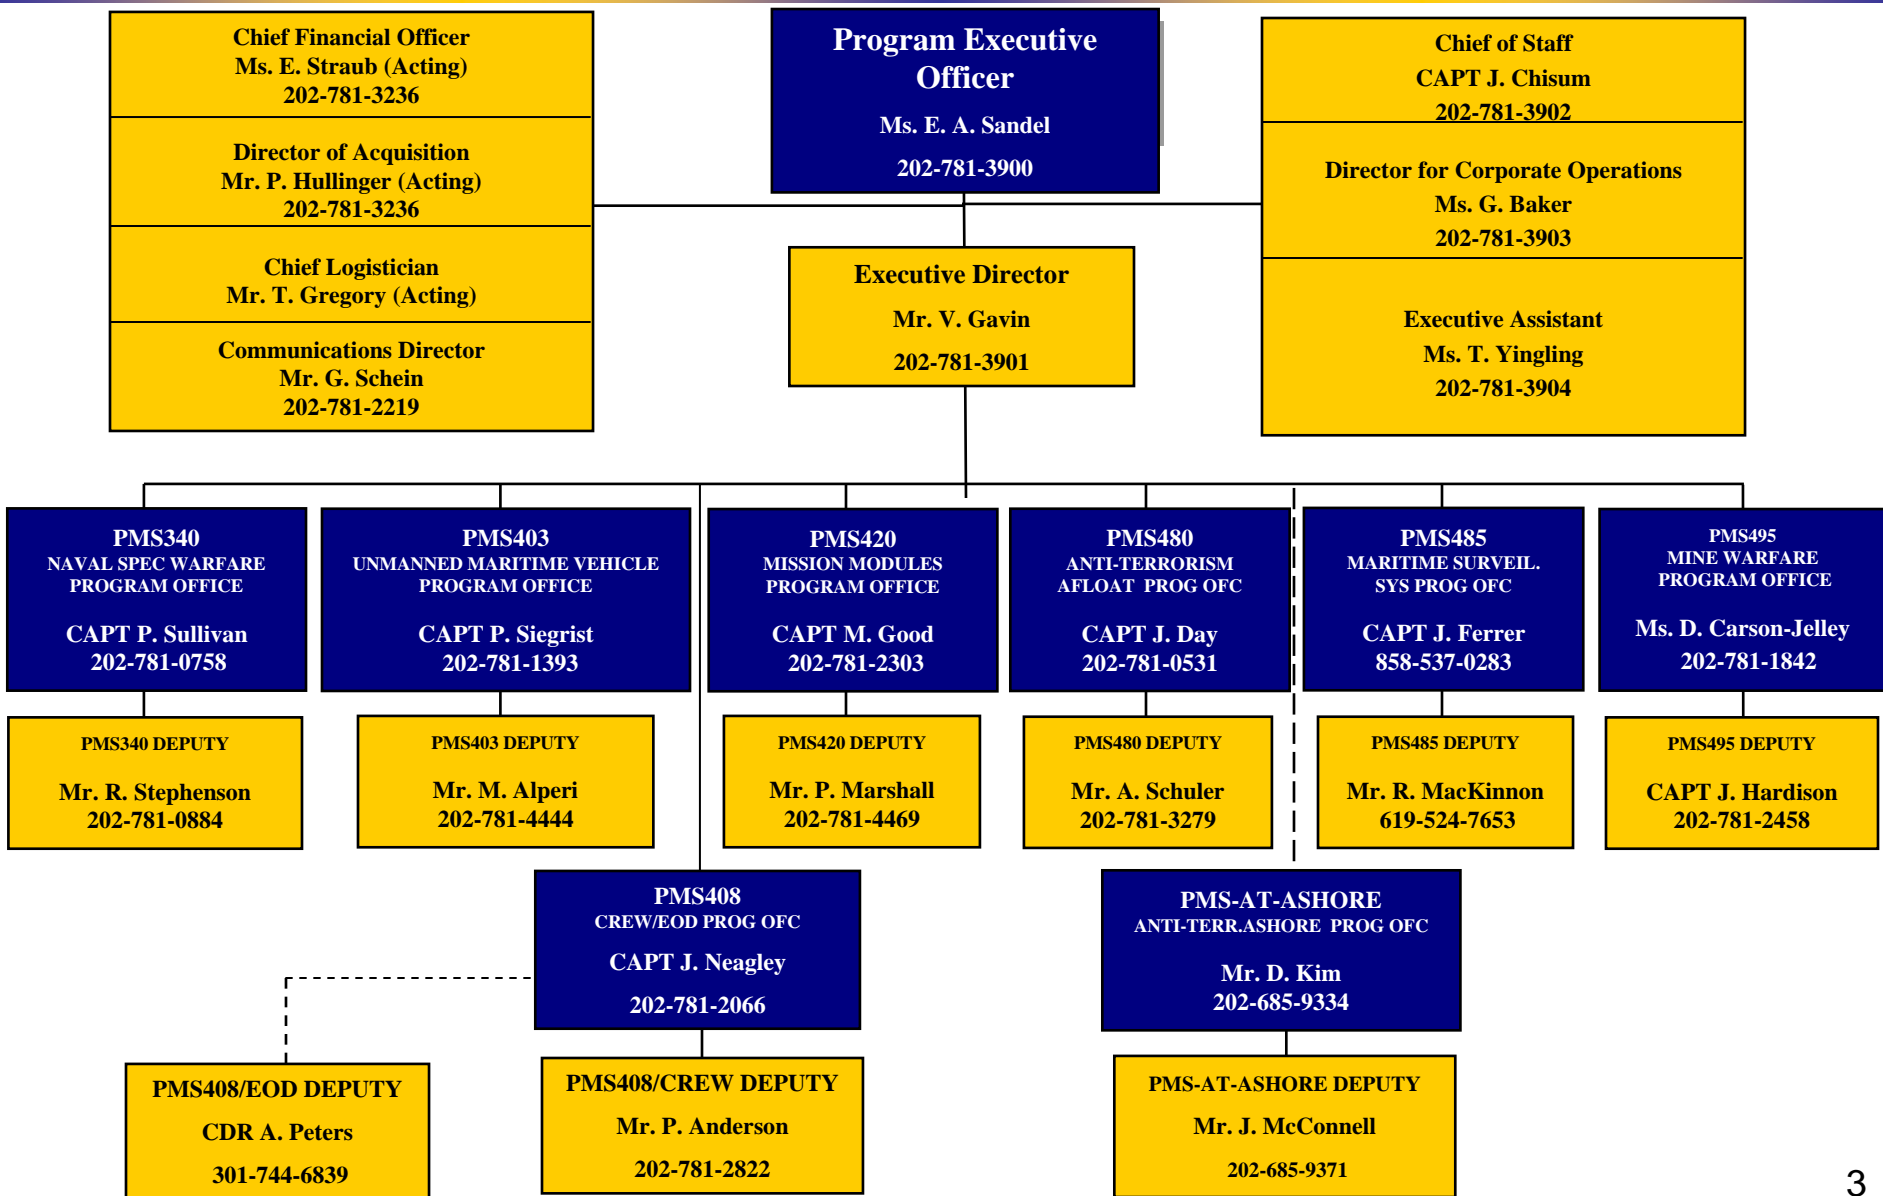 Chief Financial Officer
Ms. E. Straub (Acting)
202-781-3236
Director of Acquisition
Mr. P. Hullinger (Acting)
202-781-3236
Chief Logistician
Mr. T. Gregory (Acting)
Communications Director
Mr. G. Schein
202-781-2219
Program Executive
Officer
Ms. E. A. Sandel
202-781-3900
Executive Director
Mr. V. Gavin
202-781-3901
Chief of Staff
CAPT J. Chisum
202-781-3902
Director for Corporate Operations
Ms. G. Baker
202-781-3903
Executive Assistant
Ms. T. Yingling
202-781-3904
PMS340
NAVAL SPEC WARFARE
PROGRAM OFFICE
CAPT P. Sullivan
202-781-0758
PMS403
UNMANNED MARITIME VEHICLE
PROGRAM OFFICE
CAPT P. Siegrist
202-781-1393
PMS420
MISSION MODULES
PROGRAM OFFICE
CAPT M. Good
202-781-2303
PMS480
ANTI-TERRORISM
AFLOAT PROG OFC
CAPT J. Day
202-781-0531
PMS485
MARITIME SURVEIL.
SYS PROG OFC
CAPT J. Ferrer
858-537-0283
PMS495
MINE WARFARE
PROGRAM OFFICE
Ms. D. Carson-Jelley
202-781-1842
PMS340 DEPUTY
Mr. R. Stephenson
202-781-0884
PMS403 DEPUTY
Mr. M. Alperi
202-781-4444
PMS420 DEPUTY
Mr. P. Marshall
202-781-4469
PMS480 DEPUTY
Mr. A. Schuler
202-781-3279
PMS485 DEPUTY
Mr. R. MacKinnon
619-524-7653
PMS495 DEPUTY
CAPT J. Hardison
202-781-2458
PMS408
CREW/EOD PROG OFC
CAPT J. Neagley
202-781-2066
PMS-AT-ASHORE
ANTI-TERR.ASHORE PROG OFC
Mr. D. Kim
202-685-9334
PMS408/EOD DEPUTY
CDR A. Peters
301-744-6839
PMS408/CREW DEPUTY
Mr. P. Anderson
202-781-2822
PMS-AT-ASHORE DEPUTY
Mr. J. McConnell
202-685-9371
3